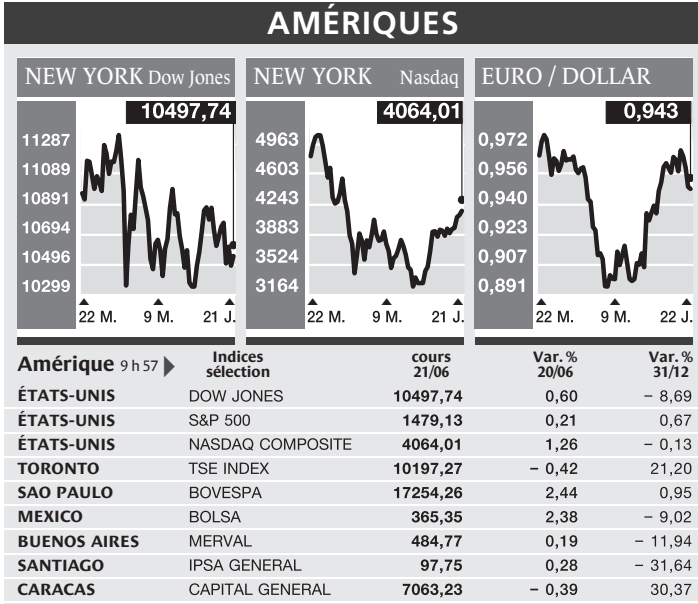 AMÉRIQUES
NEW YORK Dow Jones
10497,74
11287
11089
10891
10694
10496
10299
22 M. 9 M. 21 J.
NEW YORK Nasdaq
4064,01
4963
4603
4243
3883
3524
3164
22 M. 9 M. 21 J.
EURO / DOLLAR
0,943
0,972
0,956
0,940
0,923
0,907
0,891
22 M. 9 M. 22 J.
Amérique 9 h 57 Indices sélection cours 21/06 Var. % 20/06 Var. % 31/12
ÉTATS-UNIS DOW JONES 10497,74 0,60 – 8,69
ÉTATS-UNIS S&P 500 1479,13 0,21 0,67
ÉTATS-UNIS NASDAQ COMPOSITE 4064,01 1,26 – 0,13
TORONTO TSE INDEX 10197,27 – 0,42 21,20
SAO PAULO BOVESPA 17254,26 2,44 0,95
MEXICO BOLSA 365,35 2,38 – 9,02
BUENOS AIRES MERVAL 484,77 0,19 – 11,94
SANTIAGO IPSA GENERAL 97,75 0,28 – 31,64
CARACAS CAPITAL GENERAL 7063,23 – 0,39 30,37